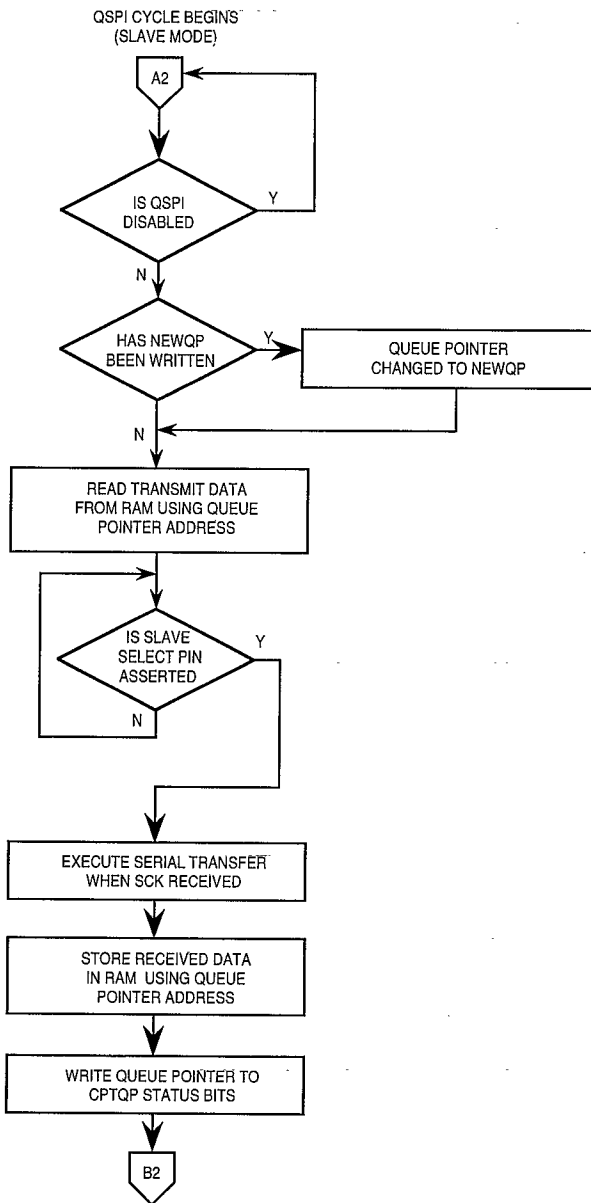 QSPI CYCLE BEGINS
(SLAVE MODE)
A2
IS QSPI
DISABLED
Y
N
HAS NEWQP
BEEN WRITTEN
Y
QUEUE POINTER
CHANGED TO NEWQP
N
READ TRANSMIT DATA
FROM RAM USING QUEUE
POINTER ADDRESS
IS SLAVE
SELECT PIN
ASSERTED
Y
N
EXECUTE SERIAL TRANSFER
WHEN SCK RECEIVED
STORE RECEIVED DATA
IN RAM USING QUEUE
POINTER ADDRESS
WRITE QUEUE POINTER TO
CPTQP STATUS BITS
B2